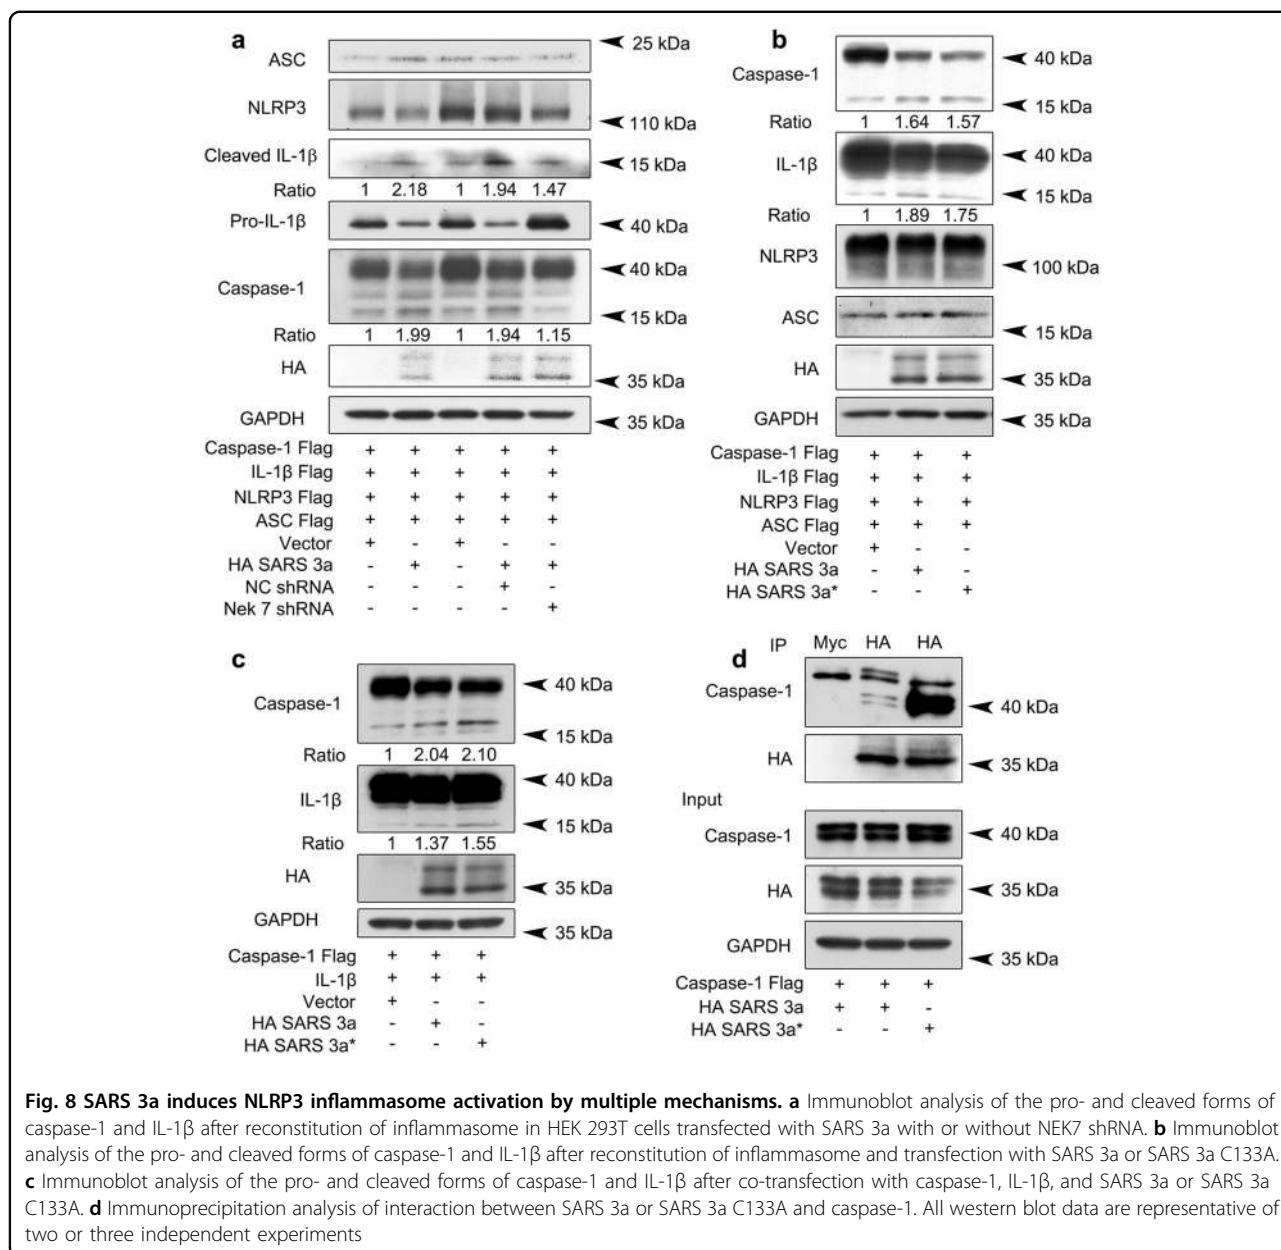 a
ASC
25 kDa
NLRP3
110 kDa
Cleaved IL-1β
15 kDa
Ratio 1 2.18 1 1.94 1.47
Pro-IL-1β
40 kDa
Caspase-1
40 kDa
15 kDa
Ratio 1 1.99 1 1.94 1.15
HA
35 kDa
GAPDH
35 kDa
Caspase-1 Flag + + + + +
IL-1β Flag + + + + +
NLRP3 Flag + + + + +
ASC Flag + + + + +
Vector + - + - -
HA SARS 3a - + - + +
NC shRNA - - - + -
Nek 7 shRNA - - - - +
b
Caspase-1
40 kDa
15 kDa
Ratio 1 1.64 1.57
IL-1β
40 kDa
15 kDa
Ratio 1 1.89 1.75
NLRP3
100 kDa
ASC
15 kDa
HA
35 kDa
GAPDH
35 kDa
Caspase-1 Flag + + +
IL-1β Flag + + +
NLRP3 Flag + + +
ASC Flag + + +
Vector + - -
HA SARS 3a - + -
HA SARS 3a* - - +
c
Caspase-1
40 kDa
15 kDa
Ratio 1 2.04 2.10
IL-1β
40 kDa
15 kDa
Ratio 1 1.37 1.55
HA
35 kDa
GAPDH
35 kDa
Caspase-1 Flag + + +
IL-1β + + +
Vector + - -
HA SARS 3a - + -
HA SARS 3a* - - +
d
IP Myc HA HA
Caspase-1
40 kDa
HA
35 kDa
Input
Caspase-1
40 kDa
HA
35 kDa
GAPDH
35 kDa
Caspase-1 Flag + + +
HA SARS 3a + + -
HA SARS 3a* - - +
Fig. 8 SARS 3a induces NLRP3 inflammasome activation by multiple mechanisms. a Immunoblot analysis of the pro- and cleaved forms of
caspase-1 and IL-1β after reconstitution of inflammasome in HEK 293T cells transfected with SARS 3a with or without NEK7 shRNA. b Immunoblot
analysis of the pro- and cleaved forms of caspase-1 and IL-1β after reconstitution of inflammasome and transfection with SARS 3a or SARS 3a C133A.
c Immunoblot analysis of the pro- and cleaved forms of caspase-1 and IL-1β after co-transfection with caspase-1, IL-1β, and SARS 3a or SARS 3a
C133A. d Immunoprecipitation analysis of interaction between SARS 3a or SARS 3a C133A and caspase-1. All western blot data are representative of
two or three independent experiments